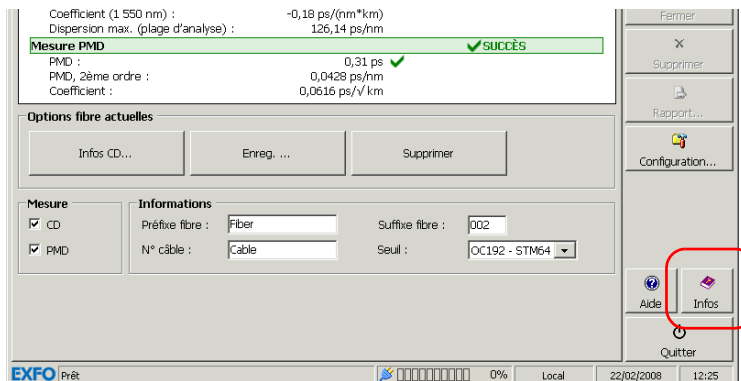 Coefficient (1 550 nm) : -0,18 ps/(nm*km)
Dispersion max. (plage d'analyse) : 126,14 ps/nm
Mesure PMD SUCCÈS
PMD : 0,31 ps
PMD, 2ème ordre : 0,0428 ps/nm
Coefficient : 0,0616 ps/√km
Options fibre actuelles
Infos CD... Enreg. ... Supprimer
Mesure
CD
PMD
Informations
Préfixe fibre : Fiber Suffixe fibre : 002
N° câble : Cable Seuil : OC192 - STM64
Fermer
Supprimer
Rapport...
Configuration...
Aide Infos
Quitter
EXFO Prêt 0% Local 22/02/2008 12:25